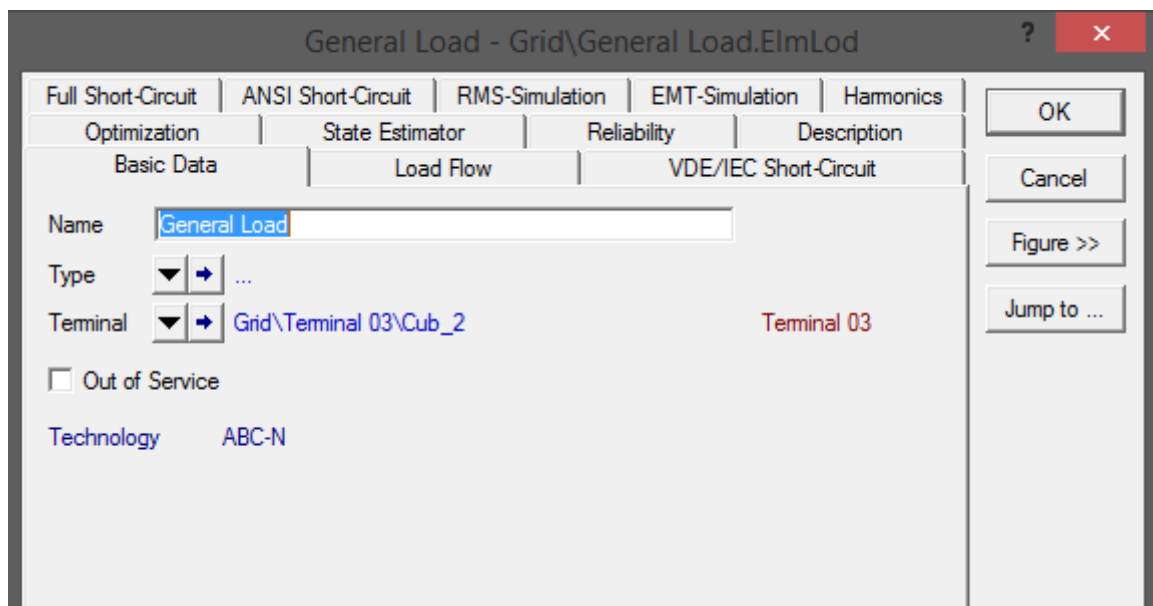 General Load - Grid\General Load.ElmLod
?
×
Full Short-Circuit ANSI Short-Circuit RMS-Simulation EMT-Simulation Harmonics
Optimization State Estimator Reliability Description
Basic Data Load Flow VDE/IEC Short-Circuit
OK
Cancel
Figure >>
Jump to ...
Name General Load
Type ...
Terminal Grid\Terminal 03\Cub_2 Terminal 03
Out of Service
Technology ABC-N